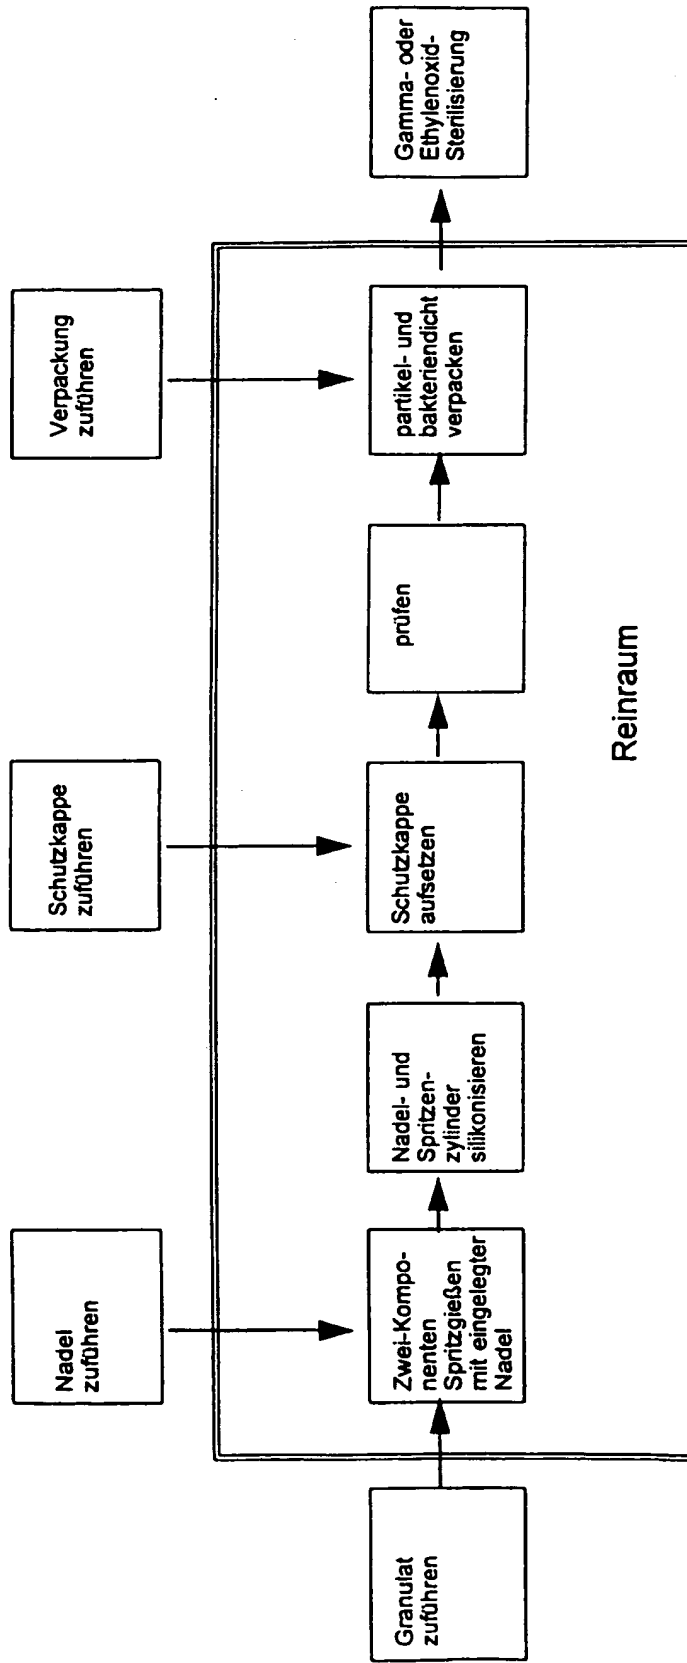 Nadel
zuführen
Schutzkappe
zuführen
Verpackung
zuführen
Granulat
zuführen
Zwei-Kompo-
nenten
Spritzgießen
mit eingelegter
Nadel
Nadel- und
Spritzen-
zylinder
silikonisieren
Schutzkappe
aufsetzen
prüfen
partikel- und
bakteriendicht
verpacken
Gamma- oder
Ethylenoxid-
Sterilisierung
Reinraum